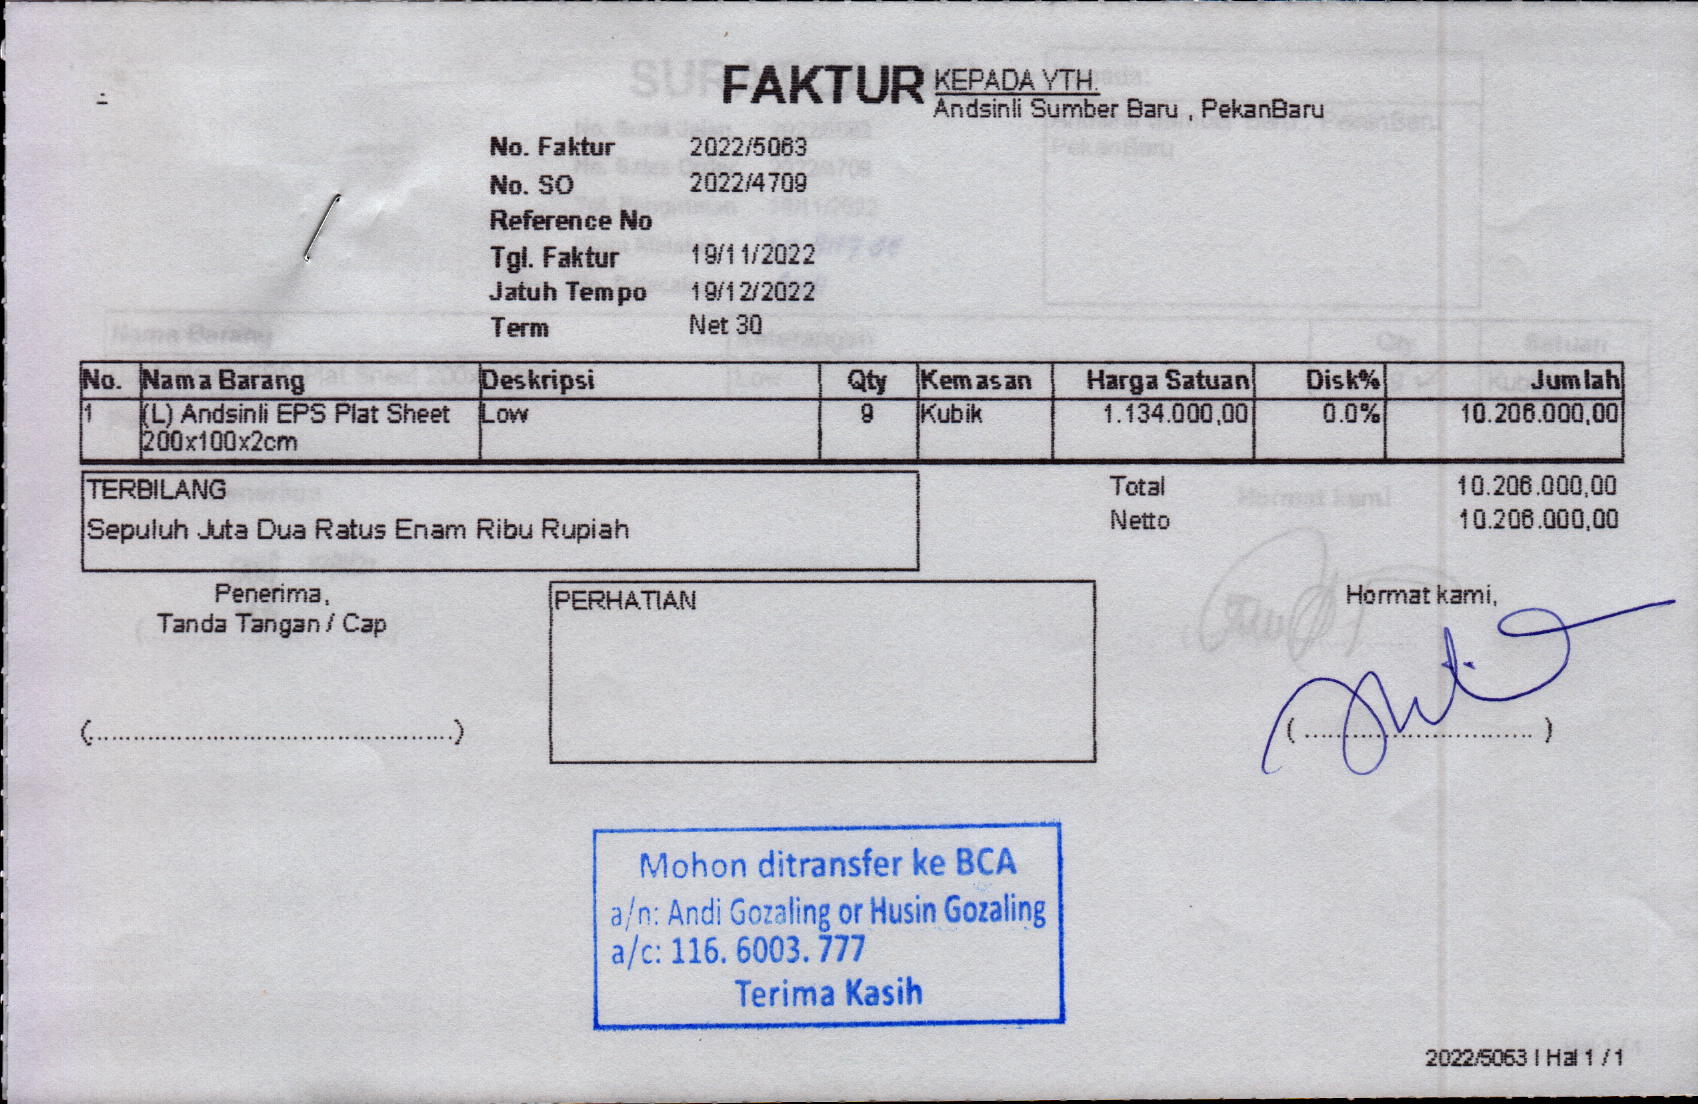 FAKTUR
KEPADA YTH.
Andsinli Sumber Baru , PekanBaru
No. Faktur 2022/5063
No. SO 2022/4709
Reference No
Tgl. Faktur 19/11/2022
Jatuh Tempo 19/12/2022
Term Net 30
No. Nama Barang Deskripsi Qty Kemasan Harga Satuan Disk% Jumlah
1 (L) Andsinli EPS Plat Sheet Low 9 Kubik 1.134.000,00 0.0% 10.206.000,00
200x100x2cm
TERBILANG
Sepuluh Juta Dua Ratus Enam Ribu Rupiah
Total 10.206.000,00
Netto 10.206.000,00
Penerima,
Tanda Tangan / Cap
PERHATIAN
Hormat kami,
(..........................................)
( ............................ )
Mohon ditransfer ke BCA
a/n: Andi Gozaling or Husin Gozaling
a/c: 116. 6003. 777
Terima Kasih
2022/5063 | Hal 1 / 1